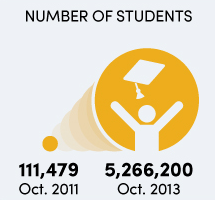 NUMBER OF STUDENTS
111,479 5,266,200
Oct. 2011 Oct. 2013